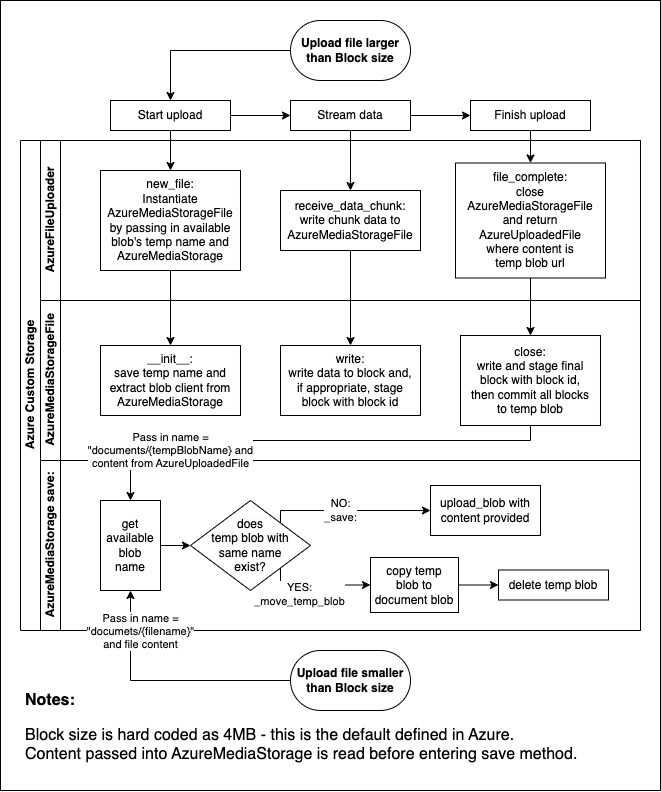 Upload file larger
than Block size
Start upload
Stream data
Finish upload
Azure Custom Storage
AzureFileUploader
new_file:
Instantiate
AzureMediaStorageFile
by passing in available
blob's temp name and
AzureMediaStorage
receive_data_chunk:
write chunk data to
AzureMediaStorageFile
file_complete:
close
AzureMediaStorageFile
and return
AzureUploadedFile
where content is
temp blob url
AzureMediaStorageFile
__init__:
save temp name and
extract blob client from
AzureMediaStorage
write:
write data to block and,
if appropriate, stage
block with block id
close:
write and stage final
block with block id,
then commit all blocks
to temp blob
Pass in name =
"documents/{tempBlobName} and
content from AzureUploadedFile
AzureMediaStorage save:
get
available
blob
name
does
temp blob with
same name
exist?
NO:
_save:
upload_blob with
content provided
YES:
_move_temp_blob
copy temp
blob to
document blob
delete temp blob
Pass in name =
"documets/{filename}"
and file content
Upload file smaller
than Block size
Notes:
Block size is hard coded as 4MB - this is the default defined in Azure.
Content passed into AzureMediaStorage is read before entering save method.